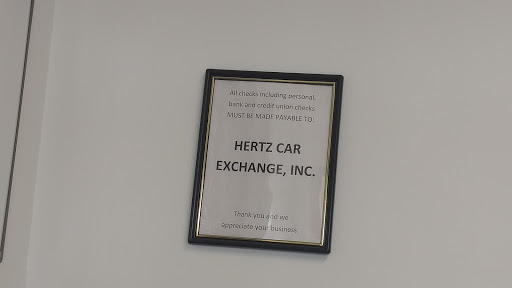 All checks including personal,
bank and credit union checks
MUST BE MADE PAYABLE TO:
HERTZ CAR
EXCHANGE, INC.
Thank you and we
appreciate your business